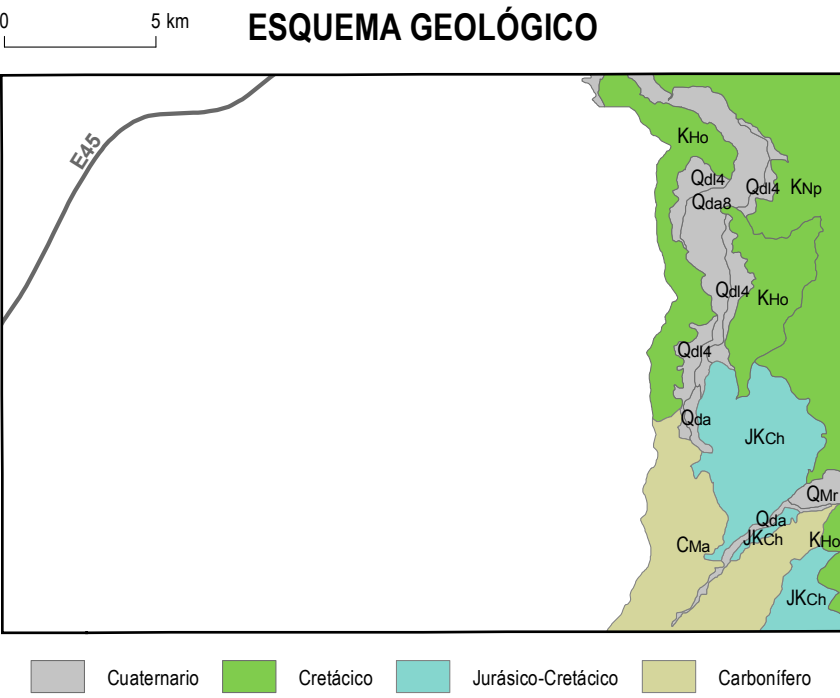 0 5 km ESQUEMA GEOLÓGICO
E45
KHo
Qdl4
Qdl4
KNp
Qda8
Qdl4
KHo
Qdl4
Qda
JKCh
QMr
Qda
JKCh
KHo
CMa
JKCh
Cuaternario Cretácico Jurásico-Cretácico Carbonífero